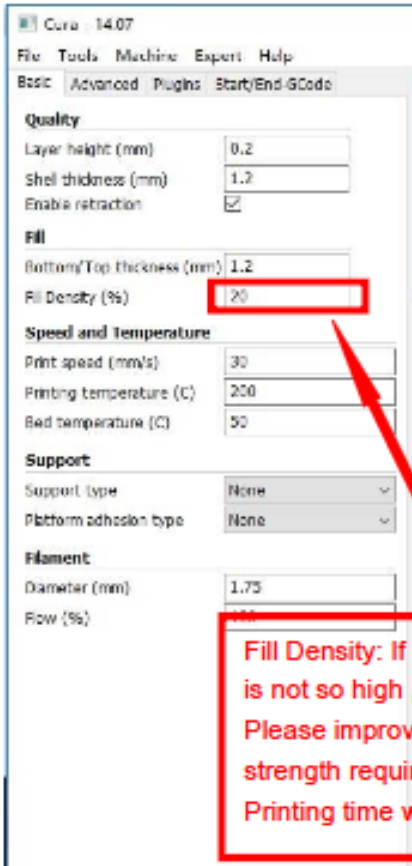 Cura - 14.07
File Tools Machine Expert Help
Basic Advanced Plugins Start/End-GCode
Quality
Layer height (mm) 0.2
Shell thickness (mm) 1.2
Enable retraction
Fill
Bottom/Top thickness (mm) 1.2
Fill Density (%) 20
Speed and Temperature
Print speed (mm/s) 30
Printing temperature (C) 200
Bed temperature (C) 50
Support
Support type None
Platform adhesion type None
Filament
Diameter (mm) 1.75
Flow (%)
Fill Density: If
is not so high
Please improv
strength requi
Printing time w